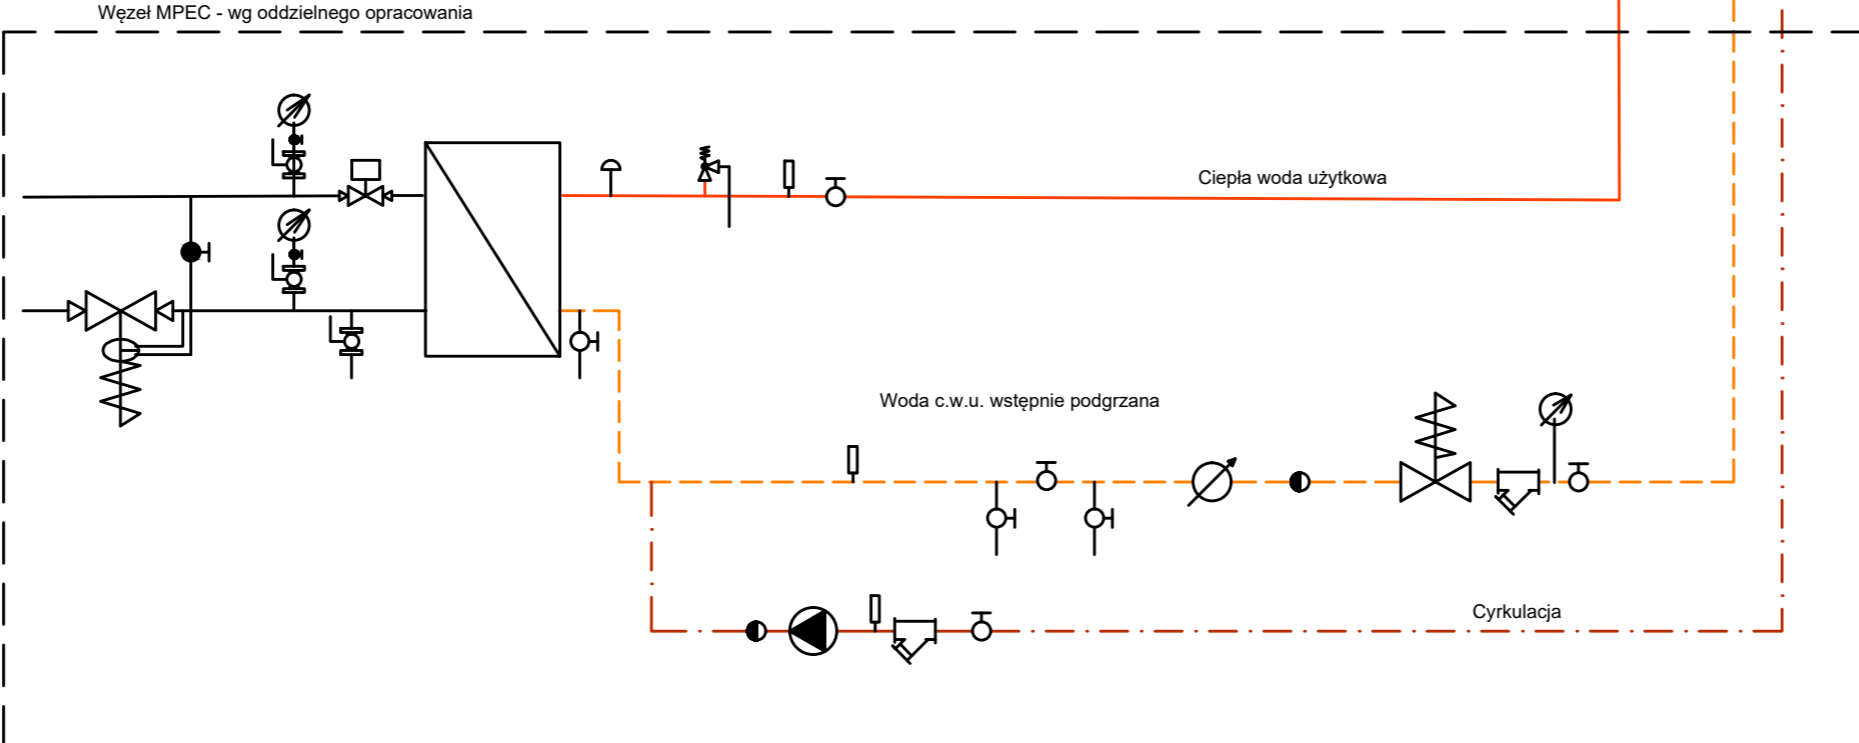 Węzeł MPEC - wg oddzielnego opracowania
Ciepła woda użytkowa
Woda c.w.u. wstępnie podgrzana
Cyrkulacja